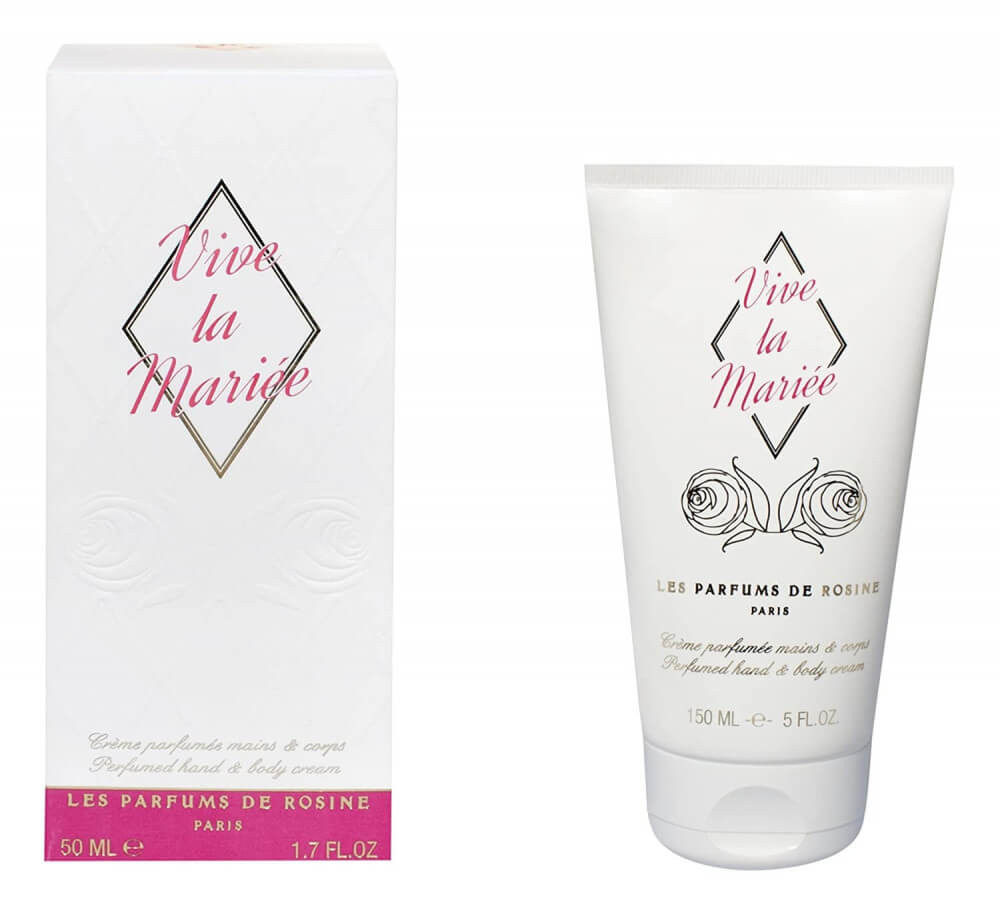 Vive
la
Mariée
Crème parfumée mains & corps
Perfumed hand & body cream
LES PARFUMS DE ROSINE
PARIS
50 ML ℮
1.7 FL.OZ
Vive
la
Mariée
LES PARFUMS DE ROSINE
PARIS
Crème parfumée mains & corps
Perfumed hand & body cream
150 ML -℮- 5 FL.OZ.